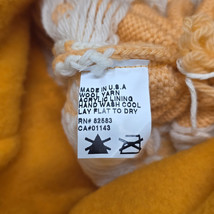 MADE IN U.S.A
WOOL YARN
ACRYLIC LINING
HAND WASH COOL
LAY FLAT TO DRY
RN# 82583
CA#01143